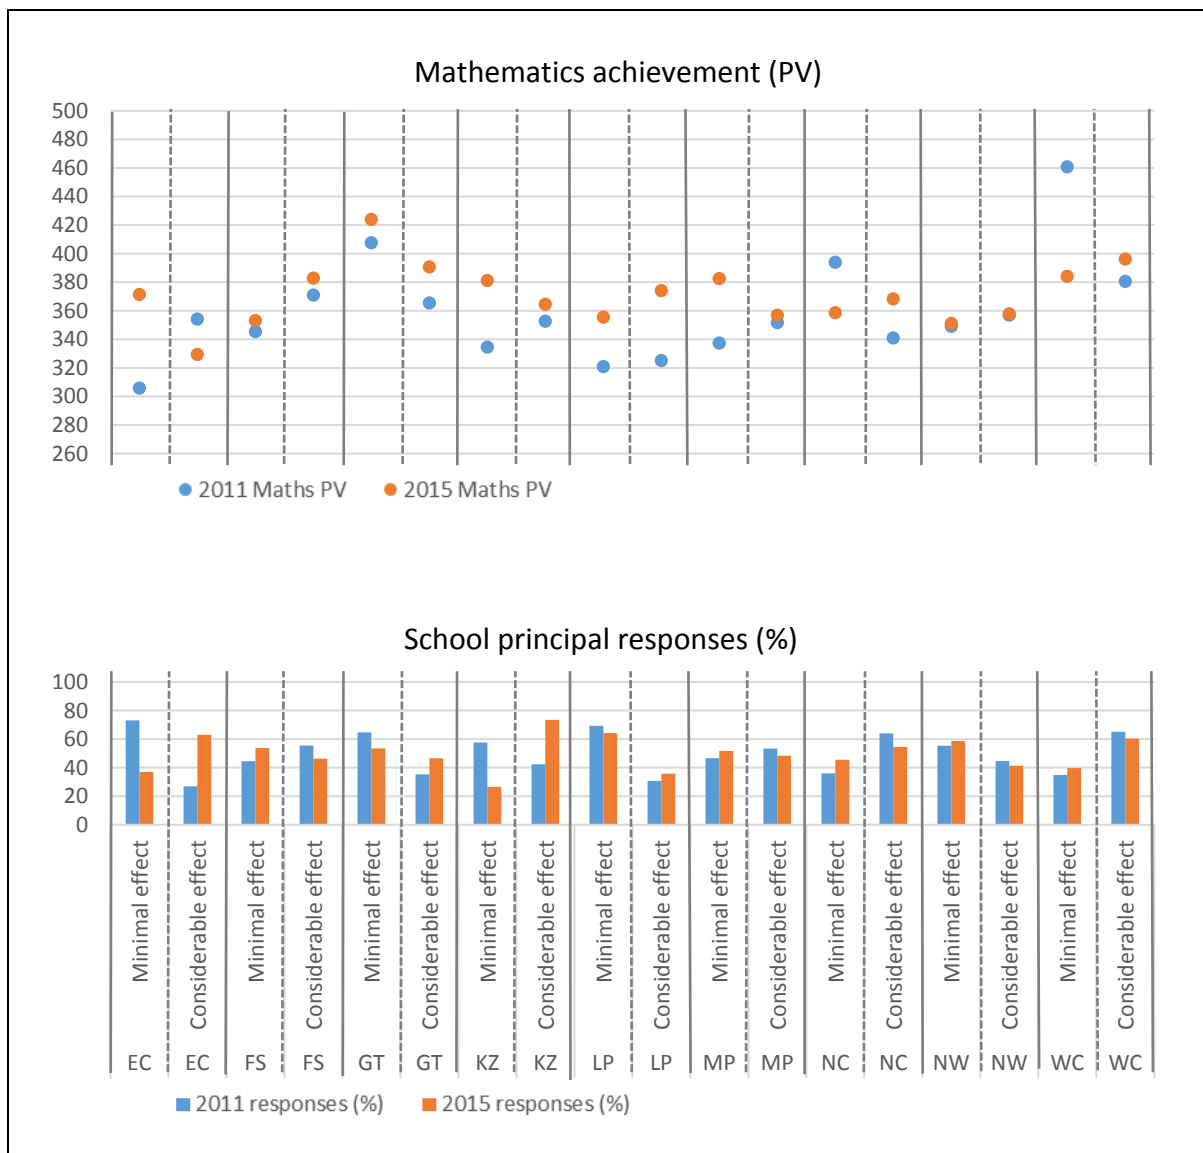 Mathematics achievement (PV)
500
480
460
440
420
400
380
360
340
320
300
280
260
2011 Maths PV 2015 Maths PV
School principal responses (%)
100
80
60
40
20
0
Minimal effect
Considerable effect
Minimal effect
Considerable effect
Minimal effect
Considerable effect
Minimal effect
Considerable effect
Minimal effect
Considerable effect
Minimal effect
Considerable effect
Minimal effect
Considerable effect
Minimal effect
Considerable effect
Minimal effect
Considerable effect
EC EC FS FS GT GT KZ KZ LP LP MP MP NC NC NW NW WC WC
2011 responses (%) 2015 responses (%)